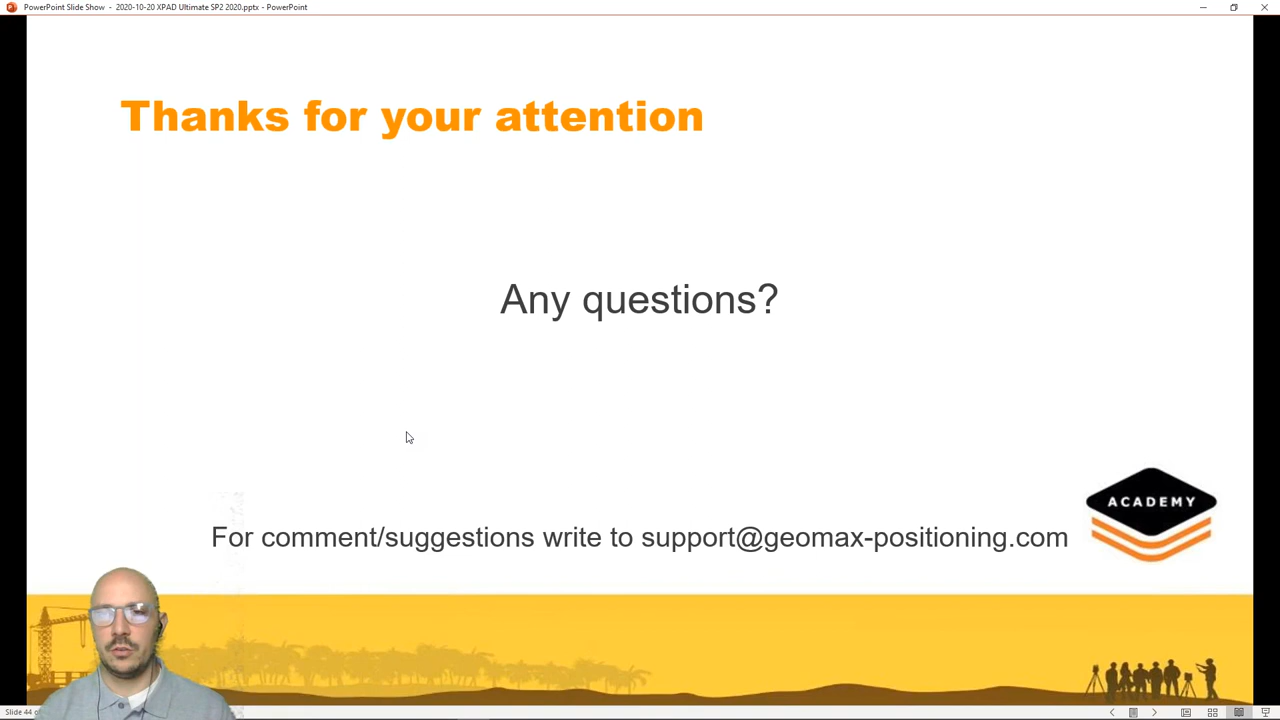 PowerPoint Slide Show - 2020-10-20 XPAD Ultimate SP2 2020.pptx - PowerPoint
Thanks for your attention
Any questions?
ACADEMY
For comment/suggestions write to support@geomax-positioning.com
Slide 44 of